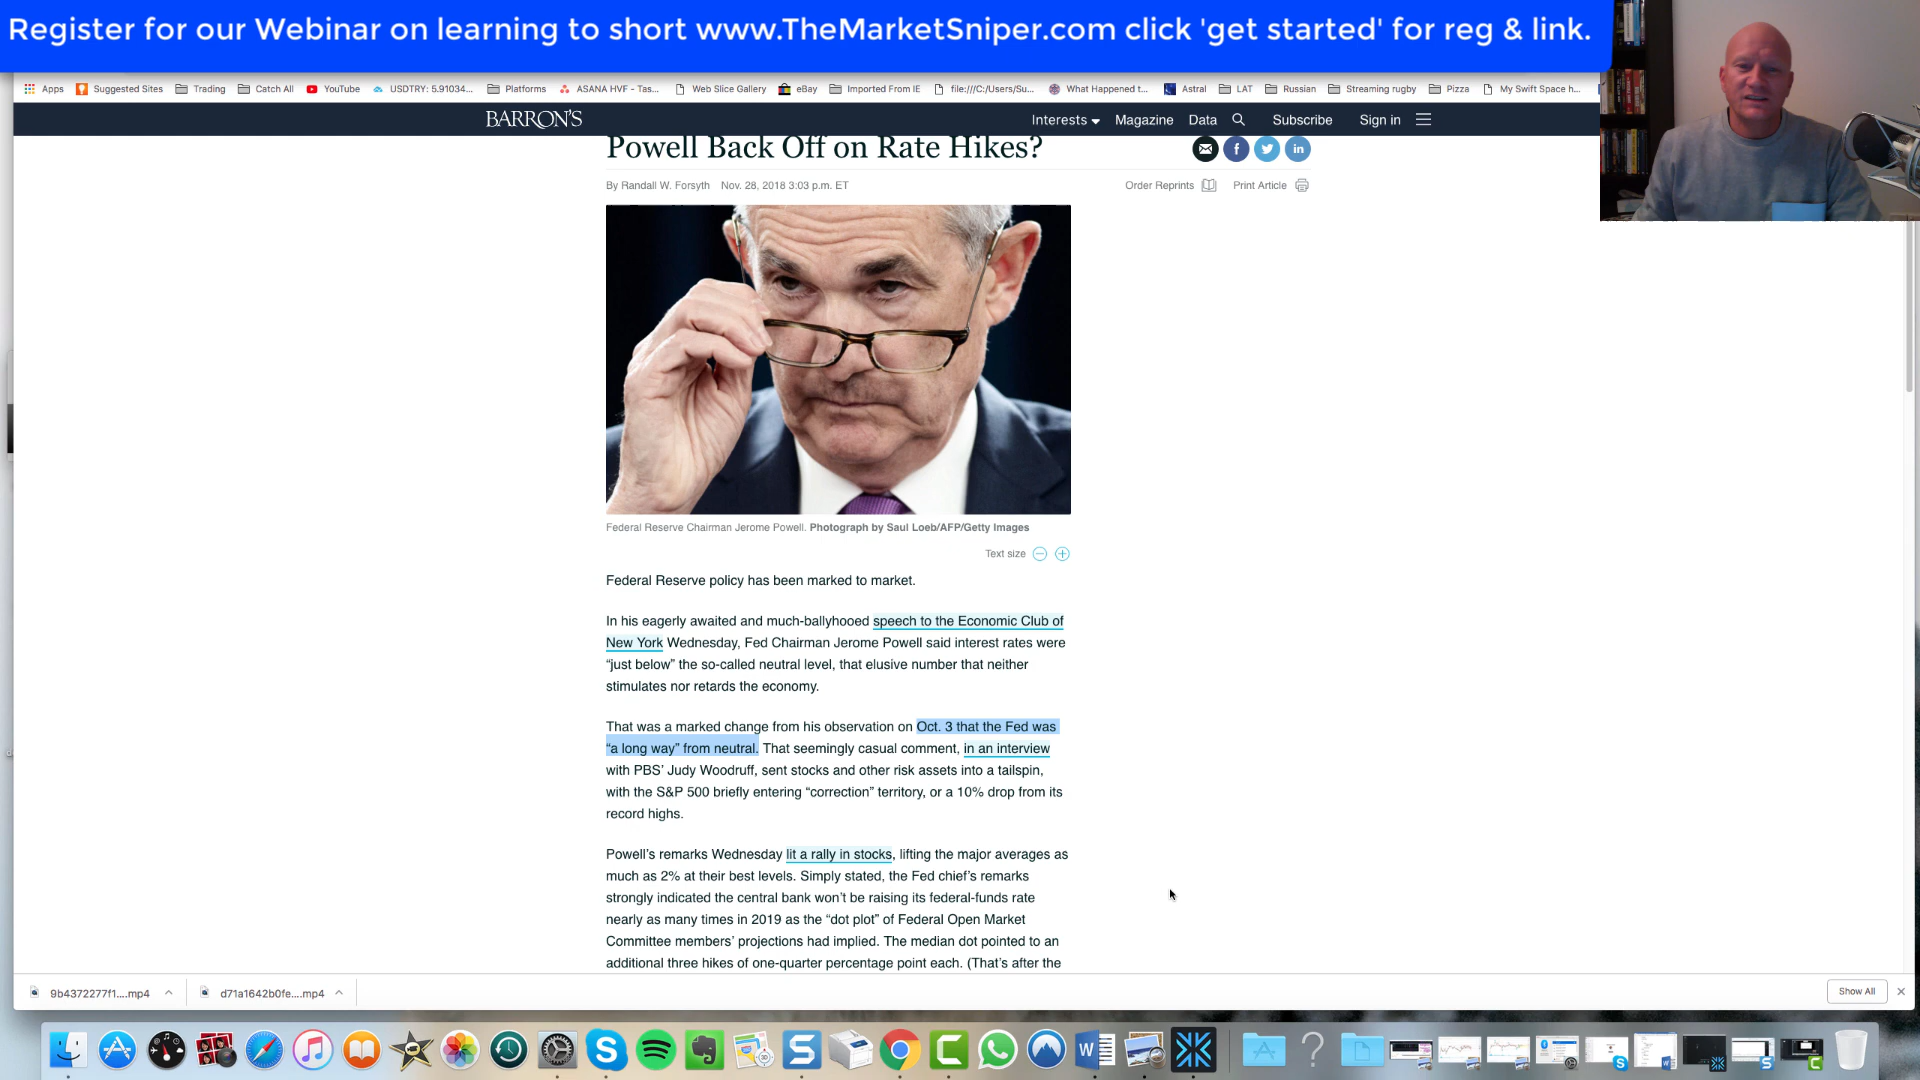 Register for our Webinar on learning to short www.TheMarketSniper.com click 'get started' for reg & link.
Apps Suggested Sites Trading Catch All YouTube USDTRY: 5.91034... Platforms ASANA HVF - Tas... Web Slice Gallery eBay Imported From IE file:///C:/Users/Su... What Happened t... Astral LAT Russian Streaming rugby Pizza My Swift Space h...
BARRON'S Interests Magazine Data Subscribe Sign in
Powell Back Off on Rate Hikes?
By Randall W. Forsyth Nov. 28, 2018 3:03 p.m. ET Order Reprints Print Article
Federal Reserve Chairman Jerome Powell. Photograph by Saul Loeb/AFP/Getty Images
Text size
Federal Reserve policy has been marked to market.
In his eagerly awaited and much-ballyhooed speech to the Economic Club of
New York Wednesday, Fed Chairman Jerome Powell said interest rates were
“just below” the so-called neutral level, that elusive number that neither
stimulates nor retards the economy.
That was a marked change from his observation on Oct. 3 that the Fed was
“a long way” from neutral. That seemingly casual comment, in an interview
with PBS’ Judy Woodruff, sent stocks and other risk assets into a tailspin,
with the S&P 500 briefly entering “correction” territory, or a 10% drop from its
record highs.
Powell’s remarks Wednesday lit a rally in stocks, lifting the major averages as
much as 2% at their best levels. Simply stated, the Fed chief’s remarks
strongly indicated the central bank won’t be raising its federal-funds rate
nearly as many times in 2019 as the “dot plot” of Federal Open Market
Committee members’ projections had implied. The median dot pointed to an
additional three hikes of one-quarter percentage point each. (That’s after the
9b4372277f1....mp4 d71a1642b0fe....mp4 Show All